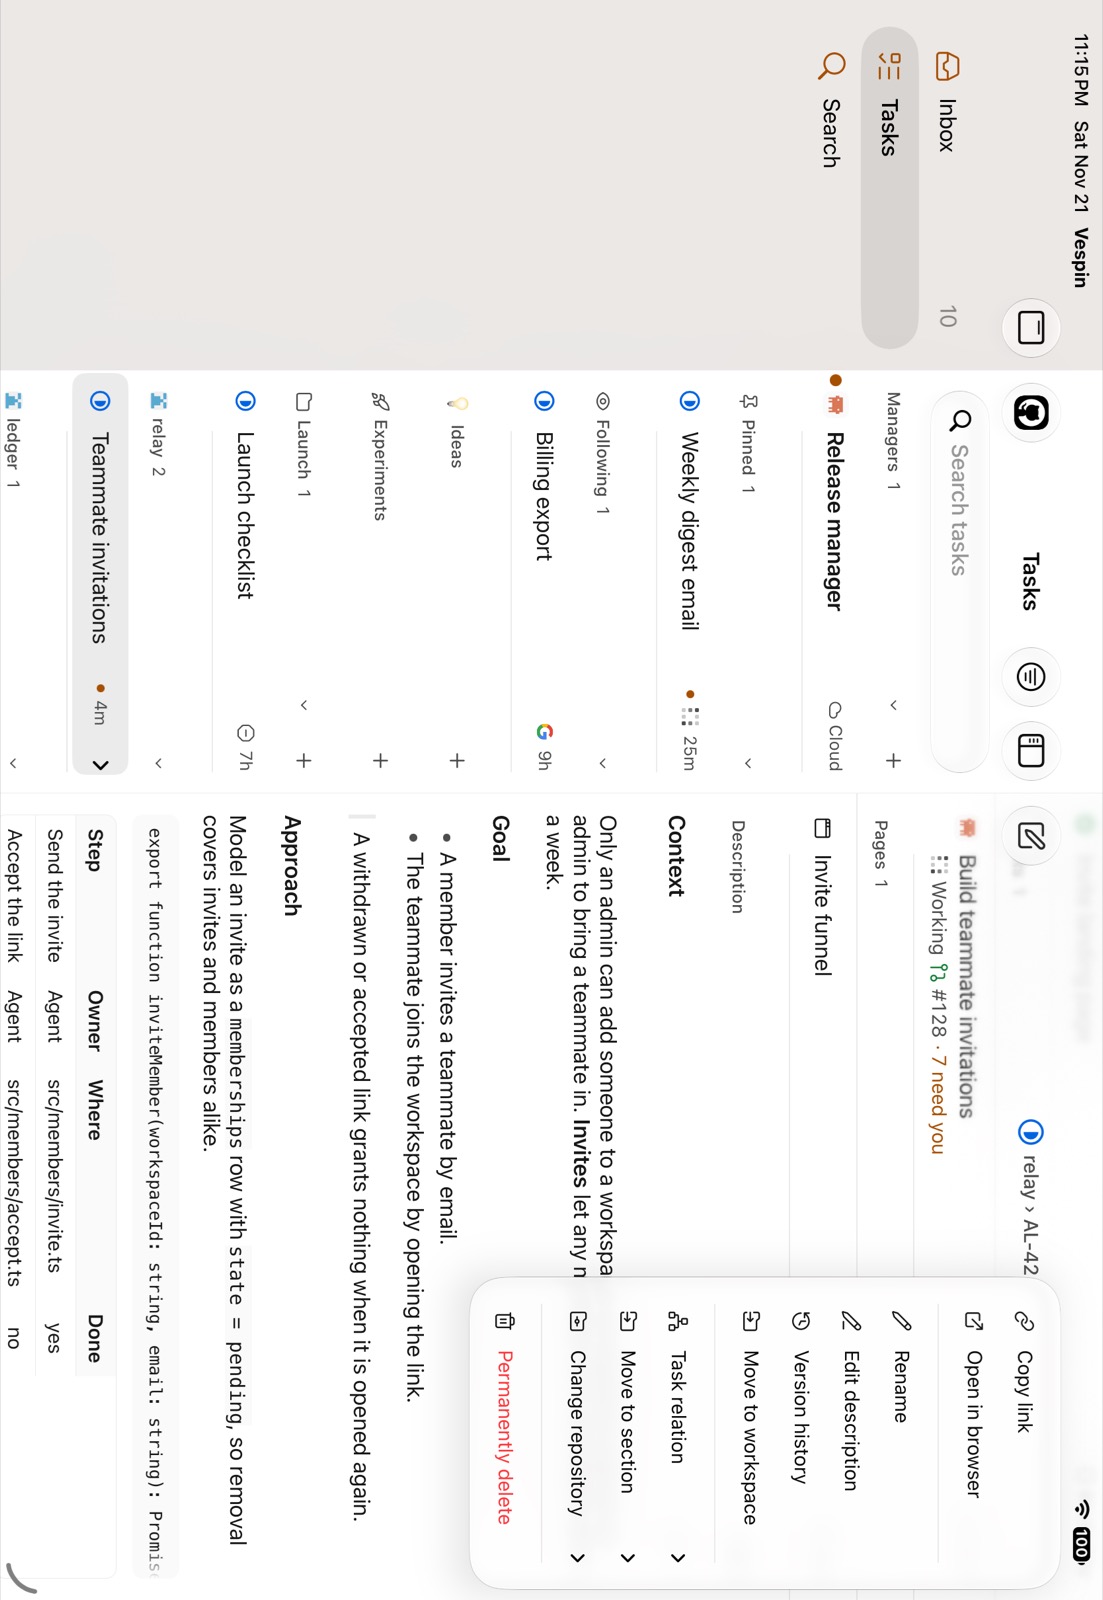 11:15 PM Sat Nov 21 Vespin
100
Inbox 10
Tasks
Search
Tasks
Search tasks
Managers 1
Release manager Cloud
Pinned 1
Weekly digest email 25m
Following 1
Billing export 9h
Ideas
Experiments
Launch 1
Launch checklist 7h
relay 2
Teammate invitations 4m
ledger 1
Invite landing page
relay › AL-42
Build teammate invitations
Working #128 · 7 need you
Pages 1
Invite funnel
Description
Context
Only an admin can add someone to a workspa
admin to bring a teammate in. Invites let any
a week.
Goal
A member invites a teammate by email.
The teammate joins the workspace by opening the link.
A withdrawn or accepted link grants nothing when it is opened again.
Approach
Model an invite as a memberships row with state = pending, so removal
covers invites and members alike.
export function inviteMember(workspaceId: string, email: string): Promise
Step Owner Where Done
Send the invite Agent src/members/invite.ts yes
Accept the link Agent src/members/accept.ts no
Copy link
Open in browser
Rename
Edit description
Version history
Move to workspace
Task relation
Move to section
Change repository
Permanently delete